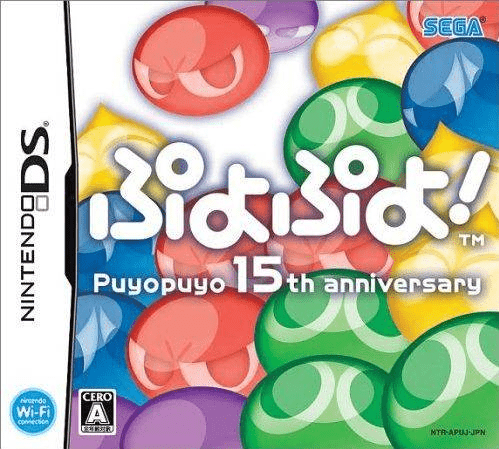 SEGA®
NINTENDO DS®
ぷよぷよ!™
Puyopuyo 15th anniversary
Nintendo
Wi-Fi
connection
CERO
A
NTR-APUJ-JPN